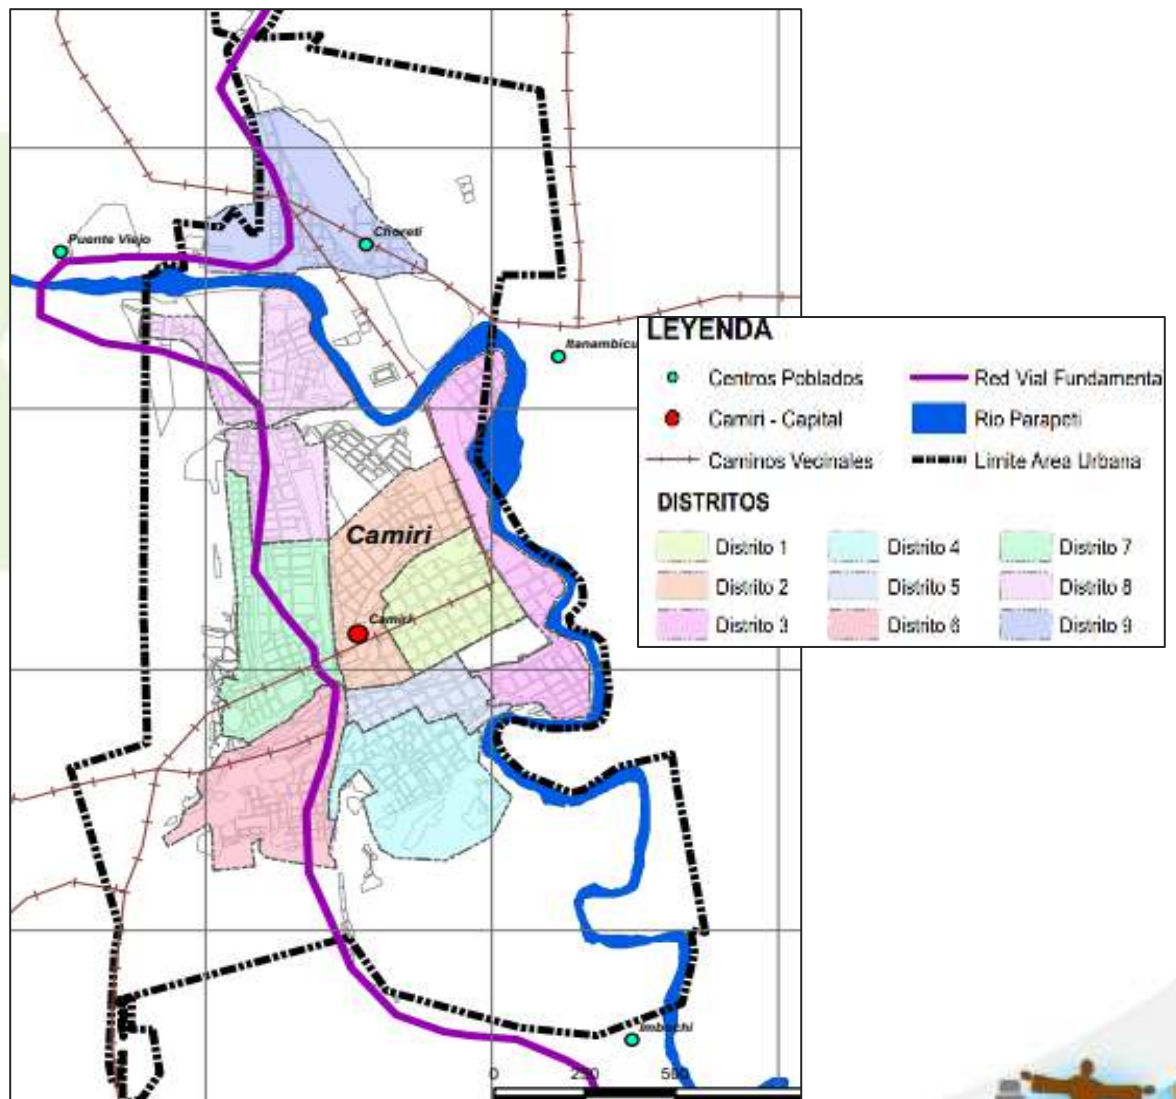 Puente Viejo
Choreti
Itanambicu
Camiri
Camiri
Imbochi
0 250 500
LEYENDA
Centros Poblados
Red Vial Fundamenta
Camiri - Capital
Rio Parapeti
Caminos Vecinales
Limite Area Urbana
DISTRITOS
Distrito 1
Distrito 4
Distrito 7
Distrito 2
Distrito 5
Distrito 8
Distrito 3
Distrito 6
Distrito 9